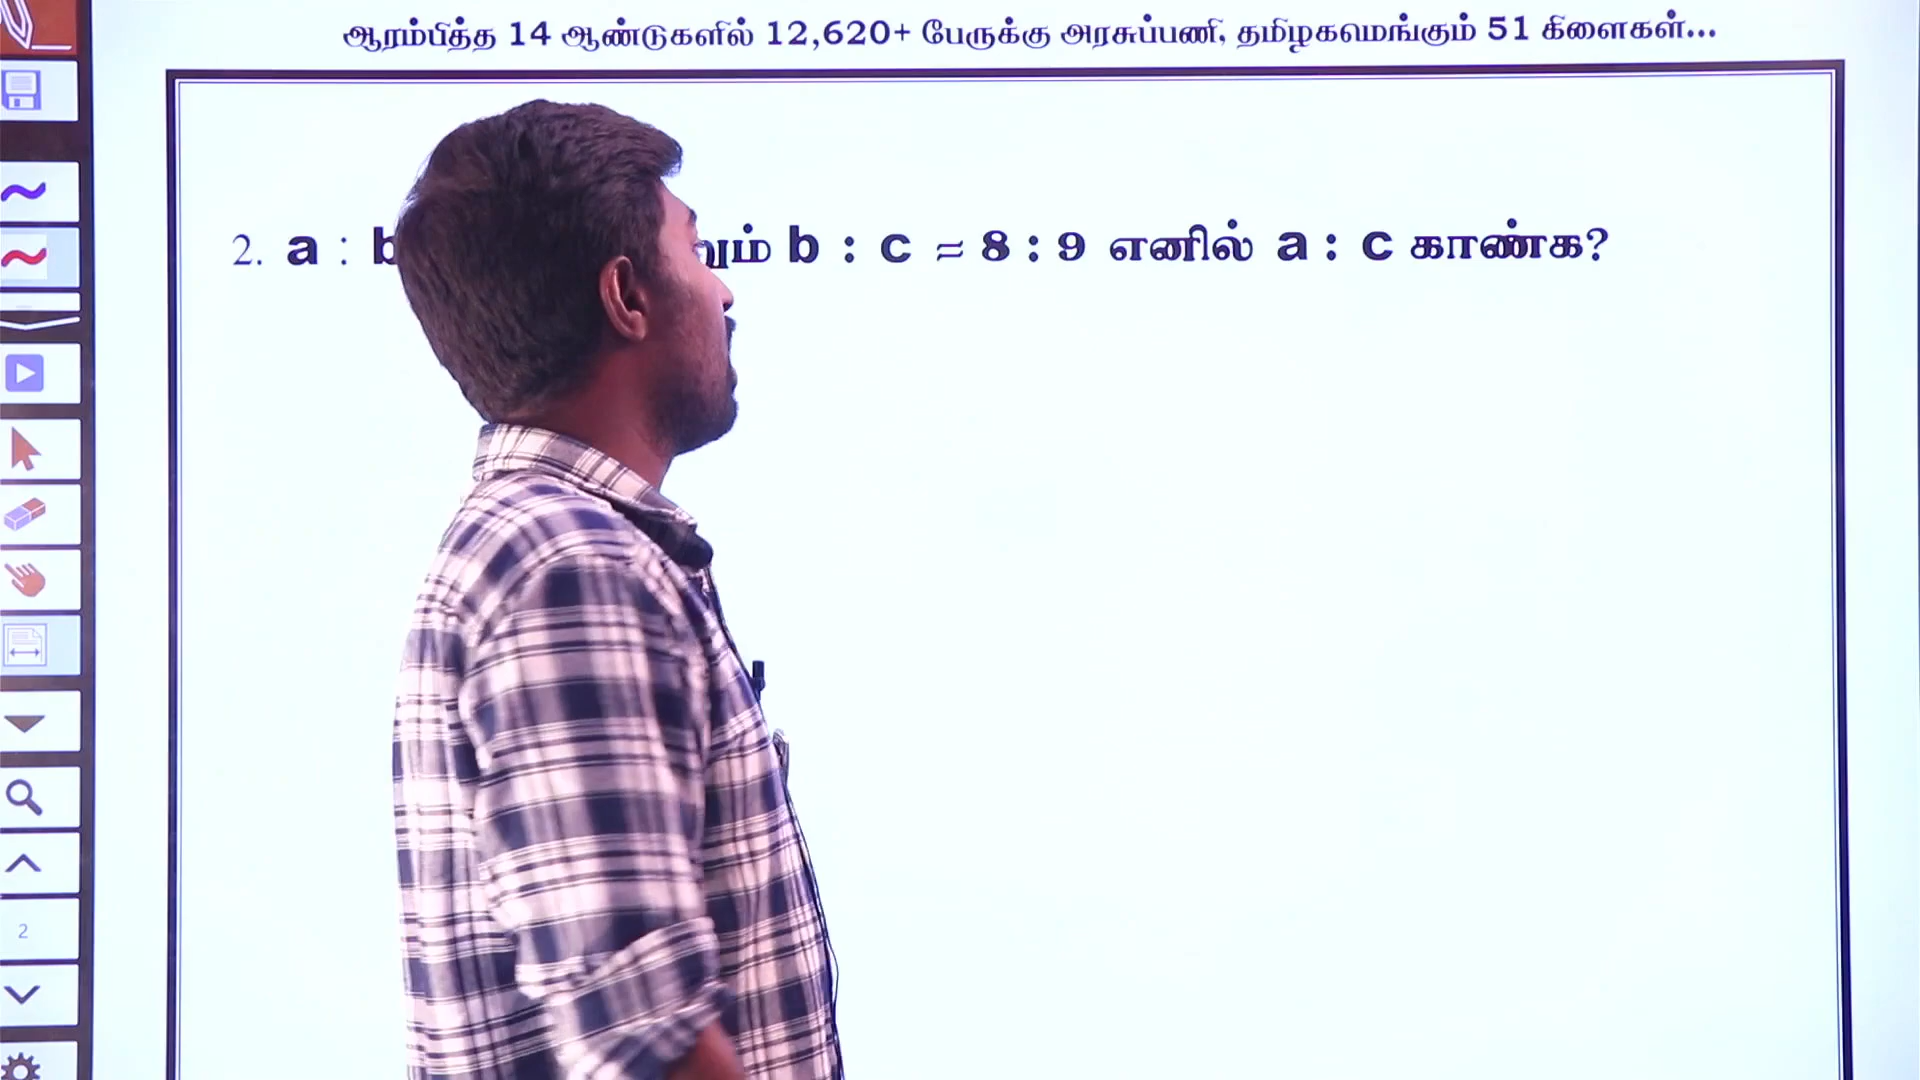 ஆரம்பித்த 14 ஆண்டுகளில் 12,620+ பேருக்கு அரசுப்பணி, தமிழகமெங்கும் 51 கிளைகள்...
2. a : b b : c = 8 : 9 எனில் a : c காண்க?
2